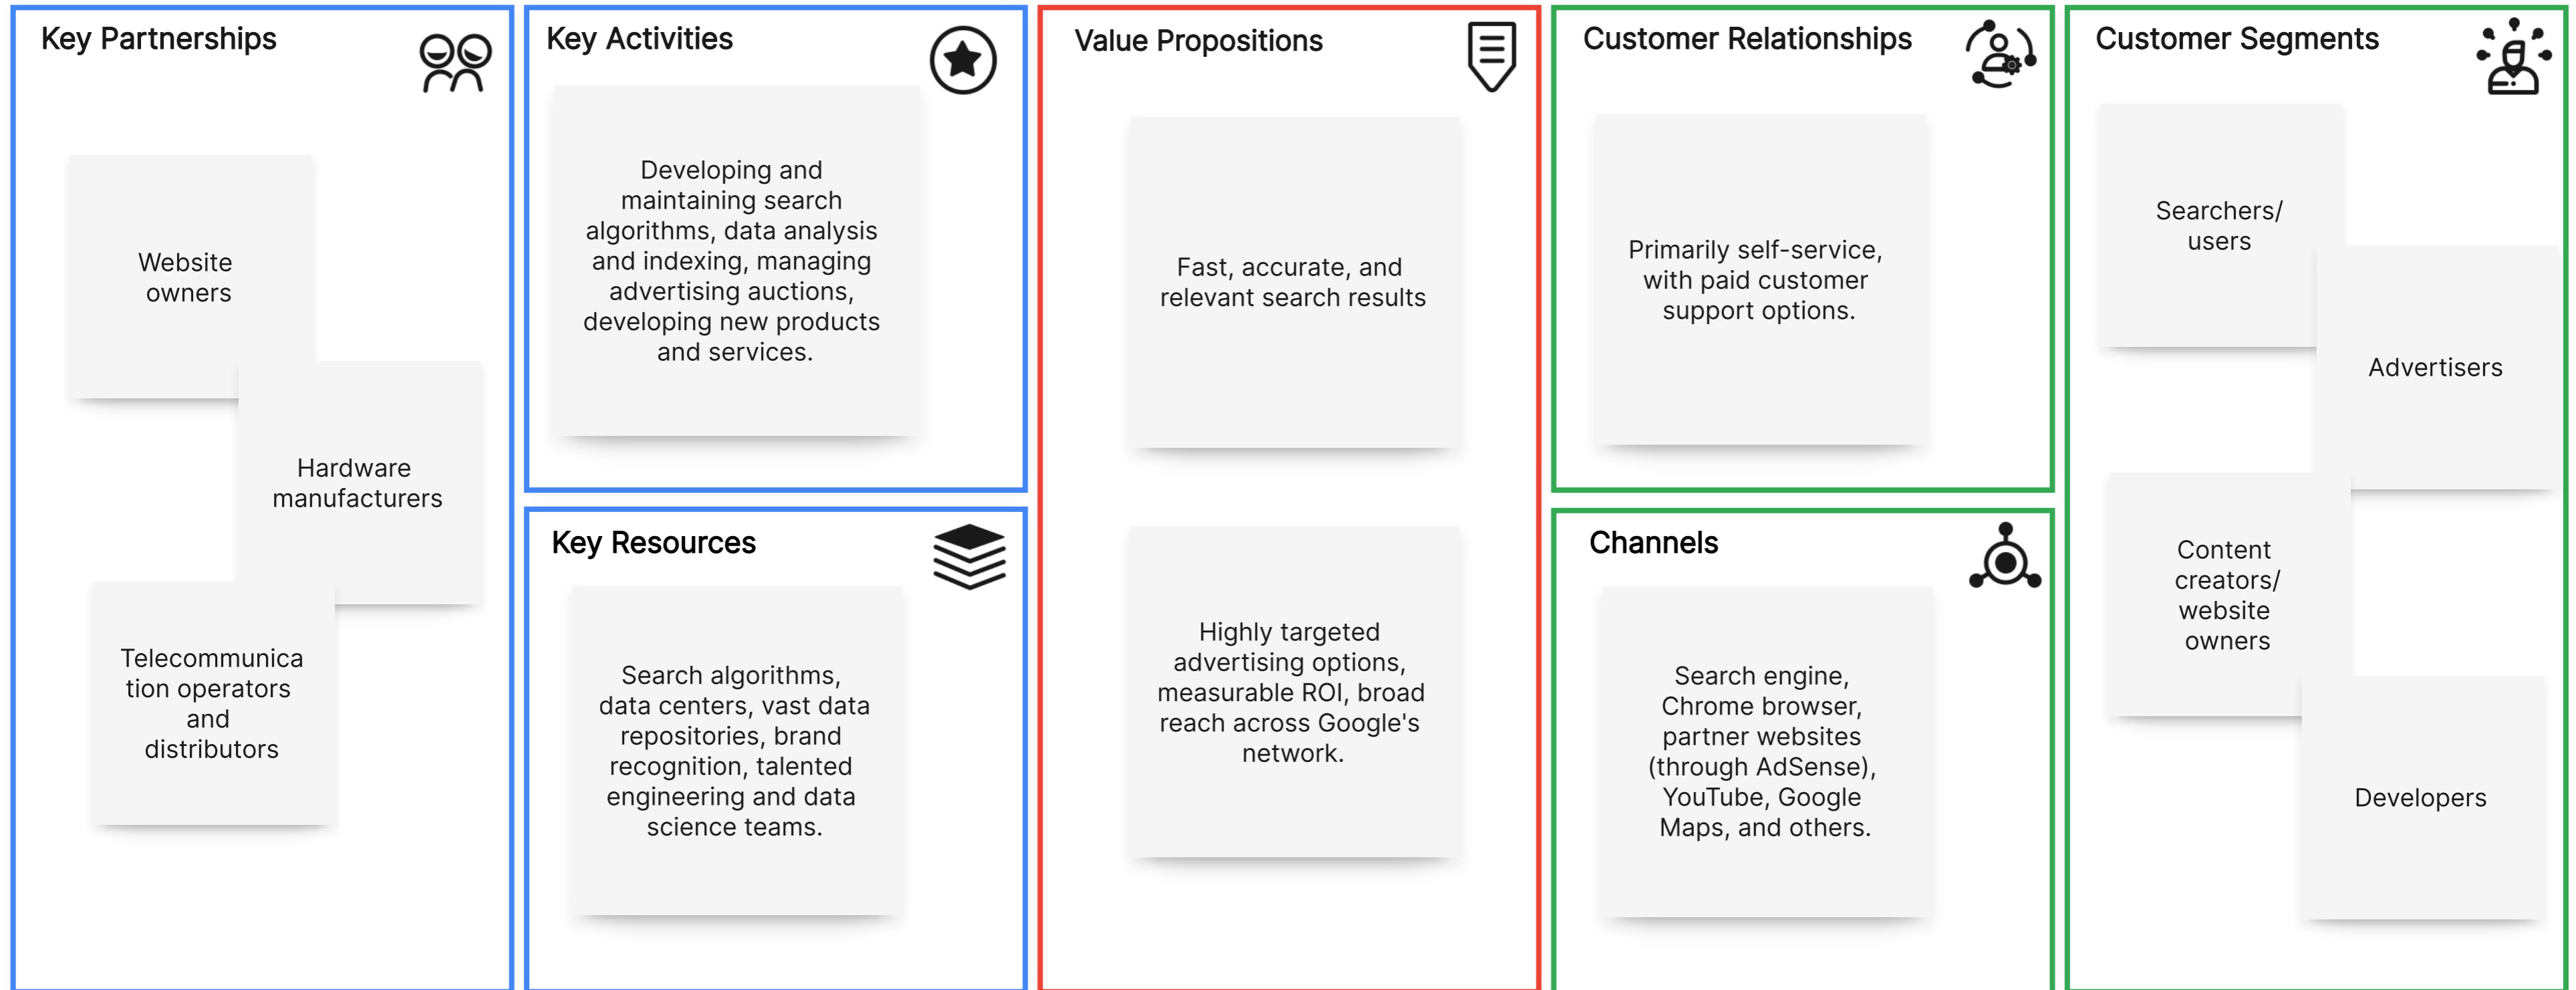 Key Partnerships
Website
owners
Hardware
manufacturers
Telecommunica
tion operators
and
distributors
Key Activities
Developing and
maintaining search
algorithms, data analysis
and indexing, managing
advertising auctions,
developing new products
and services.
Key Resources
Search algorithms,
data centers, vast data
repositories, brand
recognition, talented
engineering and data
science teams.
Value Propositions
Fast, accurate, and
relevant search results
Highly targeted
advertising options,
measurable ROI, broad
reach across Google's
network.
Customer Relationships
Primarily self-service,
with paid customer
support options.
Channels
Search engine,
Chrome browser,
partner websites
(through AdSense),
YouTube, Google
Maps, and others.
Customer Segments
Searchers/
users
Advertisers
Content
creators/
website
owners
Developers